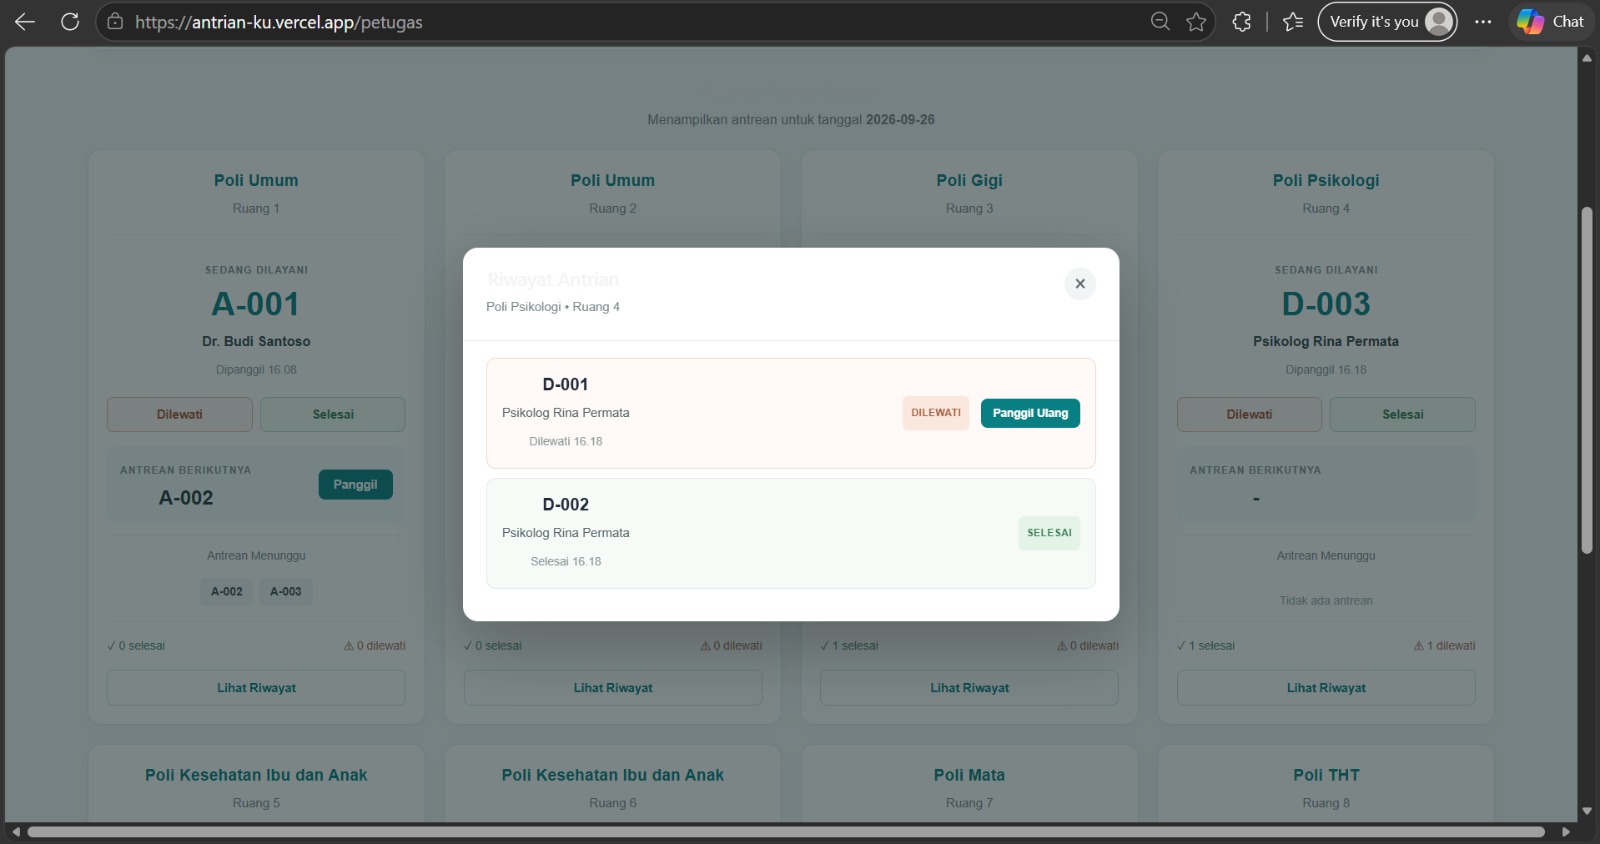 https://antrian-ku.vercel.app/petugas
Verify it's you
Chat
Menampilkan antrean untuk tanggal 2026-09-26
Poli Umum
Ruang 1
SEDANG DILAYANI
A-001
Dr. Budi Santoso
Dipanggil 16.08
Dilewati
Selesai
ANTREAN BERIKUTNYA
A-002
Panggil
Antrean Menunggu
A-002
A-003
✓ 0 selesai
⚠ 0 dilewati
Lihat Riwayat
Poli Umum
Ruang 2
✓ 0 selesai
⚠ 0 dilewati
Lihat Riwayat
Poli Gigi
Ruang 3
✓ 1 selesai
⚠ 0 dilewati
Lihat Riwayat
Poli Psikologi
Ruang 4
SEDANG DILAYANI
D-003
Psikolog Rina Permata
Dipanggil 16.18
Dilewati
Selesai
ANTREAN BERIKUTNYA
-
Antrean Menunggu
Tidak ada antrean
✓ 1 selesai
⚠ 1 dilewati
Lihat Riwayat
Riwayat Antrian
Poli Psikologi • Ruang 4
D-001
Psikolog Rina Permata
Dilewati 16.18
DILEWATI
Panggil Ulang
D-002
Psikolog Rina Permata
Selesai 16.18
SELESAI
Poli Kesehatan Ibu dan Anak
Ruang 5
Poli Kesehatan Ibu dan Anak
Ruang 6
Poli Mata
Ruang 7
Poli THT
Ruang 8